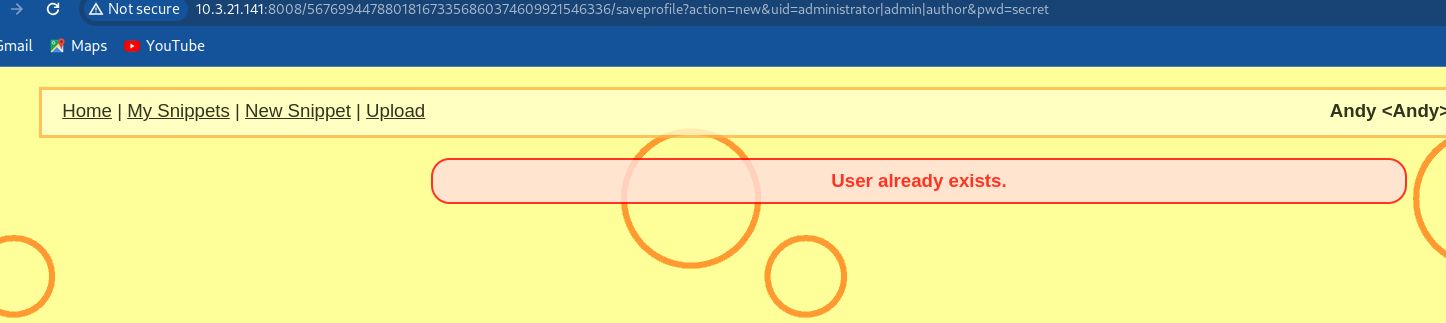 Not secure 10.3.21.141:8008/567699447880181673356860374609921546336/saveprofile?action=new&uid=administrator|admin|author&pwd=secret
Gmail Maps YouTube
Home | My Snippets | New Snippet | Upload Andy <Andy>
User already exists.